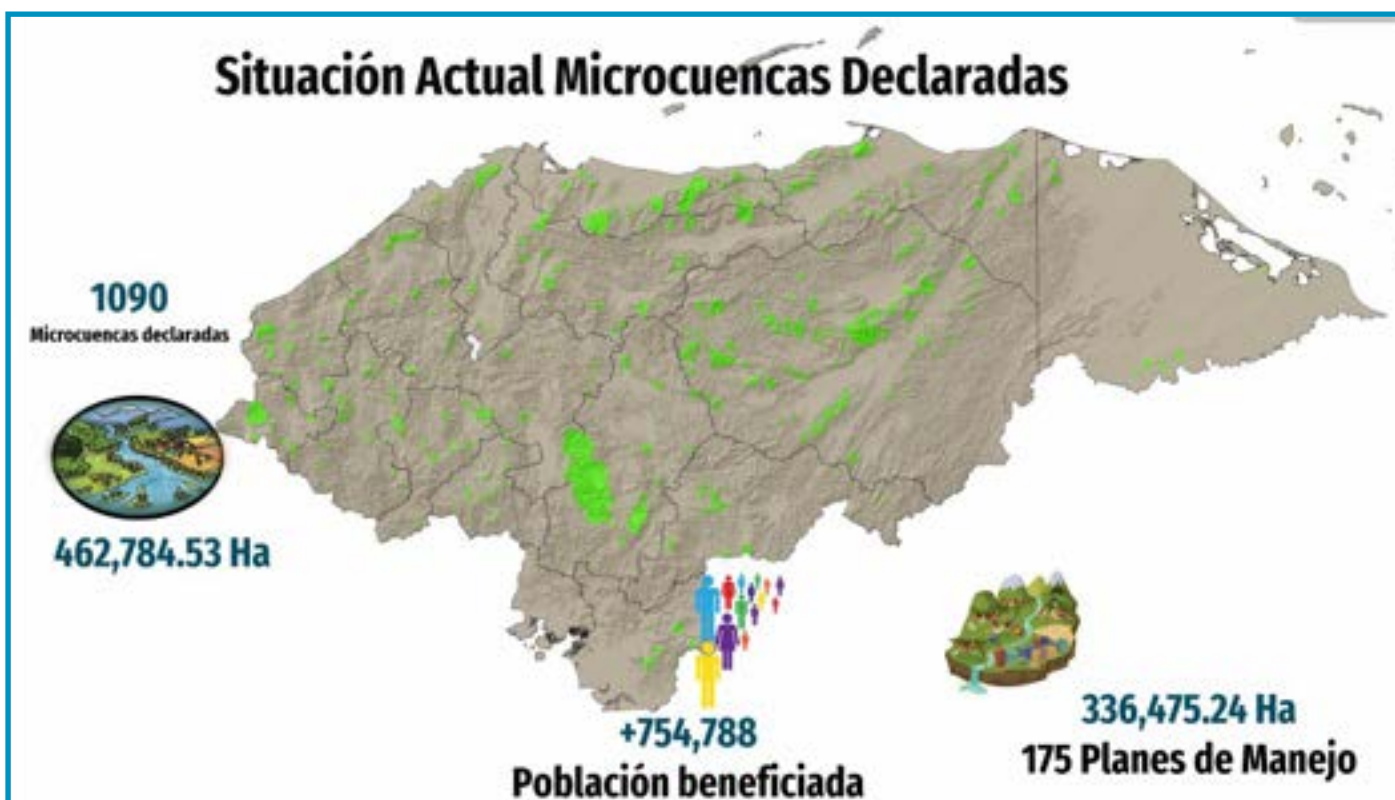 Situación Actual Microcuencas Declaradas
1090
Microcuencas declaradas
462,784.53 Ha
+754,788
Población beneficiada
336,475.24 Ha
175 Planes de Manejo